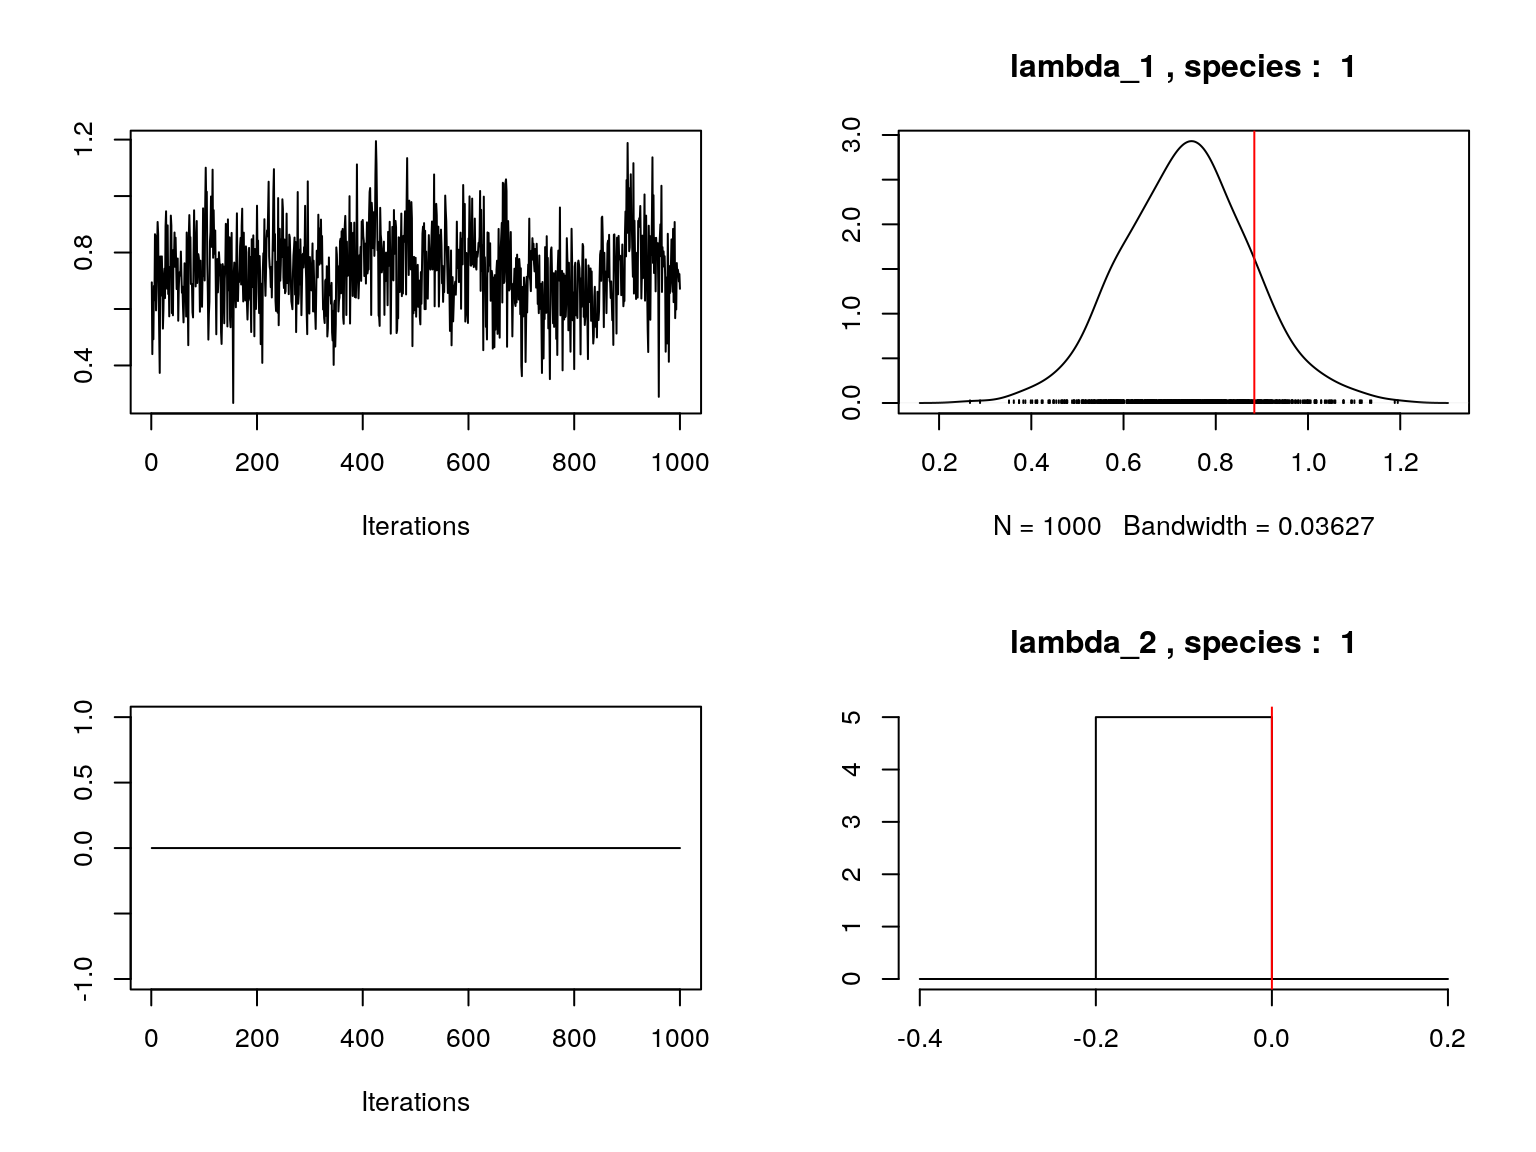 1.2
0.8
0.4
0 200 400 600 800 1000
Iterations
lambda_1 , species : 1
3.0
2.0
1.0
0.0
0.2 0.4 0.6 0.8 1.0 1.2
N = 1000 Bandwidth = 0.03627
1.0
0.5
0.0
-1.0
0 200 400 600 800 1000
Iterations
lambda_2 , species : 1
5
4
3
2
1
0
-0.4 -0.2 0.0 0.2